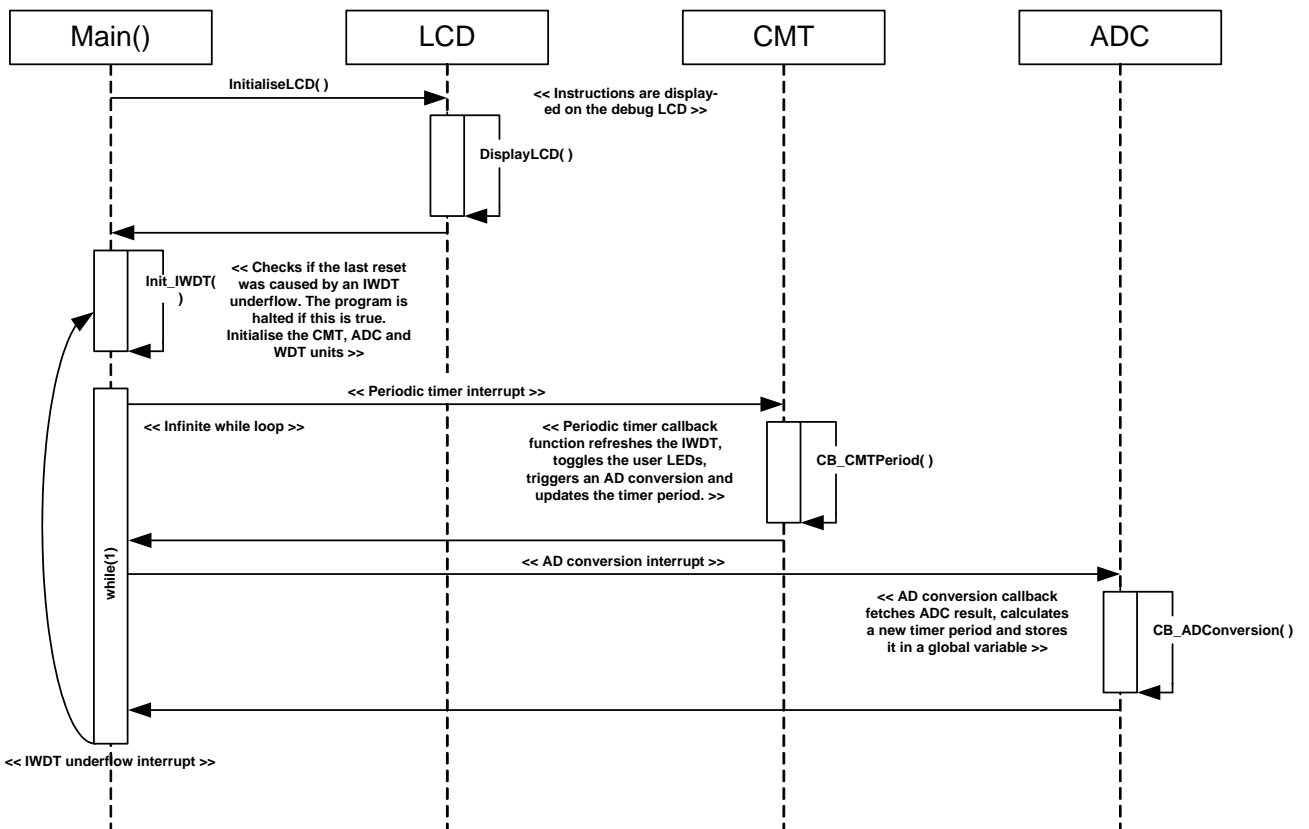 Main()
LCD
CMT
ADC
InitialiseLCD( )
<< Instructions are display-
ed on the debug LCD >>
DisplayLCD( )
Init_IWDT(
)
<< Checks if the last reset
was caused by an IWDT
underflow. The program is
halted if this is true.
Initialise the CMT, ADC and
WDT units >>
<< Periodic timer interrupt >>
<< Infinite while loop >>
<< Periodic timer callback
function refreshes the IWDT,
toggles the user LEDs,
triggers an AD conversion and
updates the timer period. >>
CB_CMTPeriod( )
while(1)
<< AD conversion interrupt >>
<< AD conversion callback
fetches ADC result, calculates
a new timer period and stores
it in a global variable >>
CB_ADConversion( )
<< IWDT underflow interrupt >>